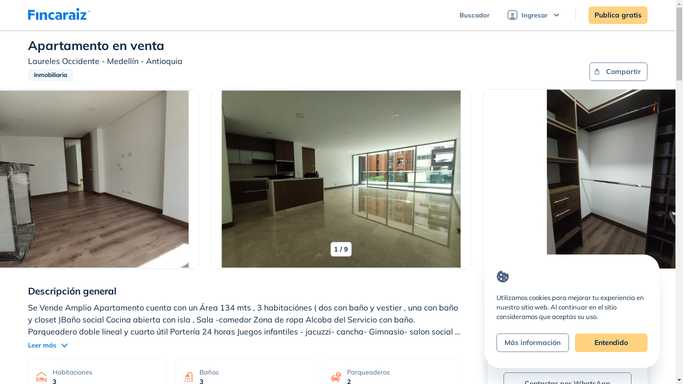 Fincaraiz
Buscador
Ingresar
Publica gratis
Apartamento en venta
Laureles Occidente - Medellín - Antioquia
Inmobiliaria
Compartir
1 / 9
Descripción general
Se Vende Amplio Apartamento cuenta con un Área 134 mts , 3 habitaciónes ( dos con baño y vestier , una con baño
y closet )Baño social Cocina abierta con isla , Sala -comedor Zona de ropa Alcoba del Servicio con baño.
Parqueadero doble lineal y cuarto útil Portería 24 horas Juegos infantiles - jacuzzi- cancha- Gimnasio- salon social ...
Leer más
Habitaciones
3
Baños
3
Parqueaderos
2
Utilizamos cookies para mejorar tu experiencia en
nuestro sitio web. Al continuar en el sitio
consideramos que aceptas su uso.
Más información
Entendido
Contactar por WhatsApp